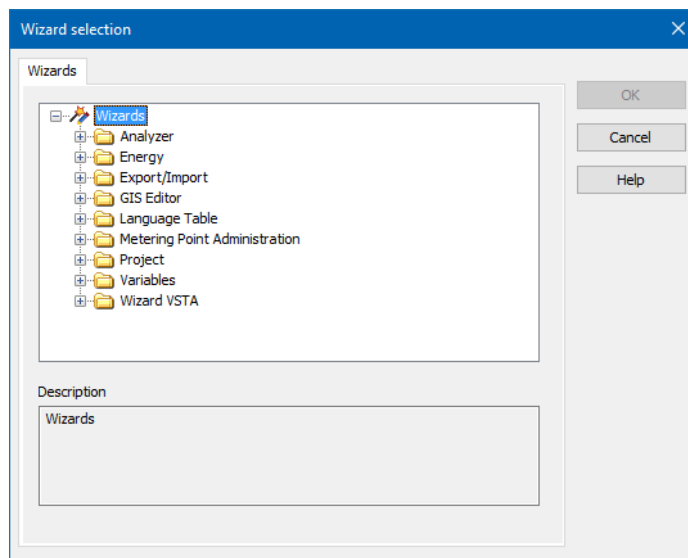 Wizard selection
Wizards
Wizards
Analyzer
Energy
Export/Import
GIS Editor
Language Table
Metering Point Administration
Project
Variables
Wizard VSTA
OK
Cancel
Help
Description
Wizards